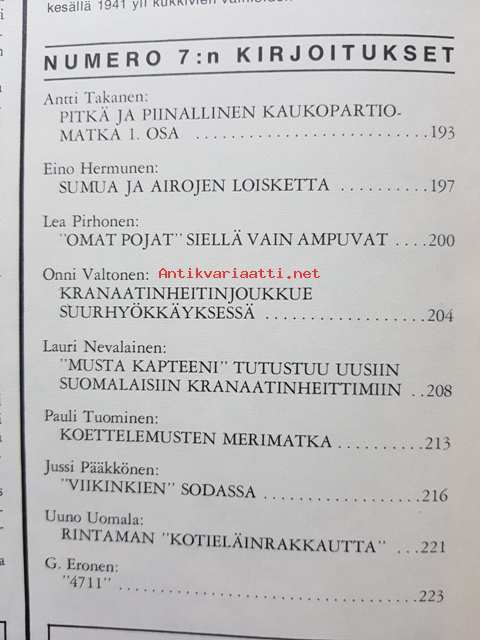 kesällä 1941 yli kukkivien
NUMERO 7:n KIRJOITUKSET
Antti Takanen:
PITKÄ JA PIINALLINEN KAUKOPARTIO-
MATKA 1. OSA ..................193
Eino Hermunen:
SUMUA JA AIROJEN LOISKETTA ..........197
Lea Pirhonen:
"OMAT POJAT" SIELLÄ VAIN AMPUVAT ....200
Onni Valtonen:
Antikvariaatti.net
KRANAATINHEITINJOUKKUE
SUURHYÖKKÄYKSESSÄ ..............204
Lauri Nevalainen:
"MUSTA KAPTEENI" TUTUSTUU UUSIIN
SUOMALAISIIN KRANAATINHEITTIMIIN ..208
Pauli Tuominen:
KOETTELEMUSTEN MERIMATKA ..........213
Jussi Pääkkönen:
"VIIKINKIEN" SODASSA ................216
Uuno Uomala:
RINTAMAN "KOTIELÄINRAKKAUTTA" ...221
G. Eronen:
"4711" ..............................223